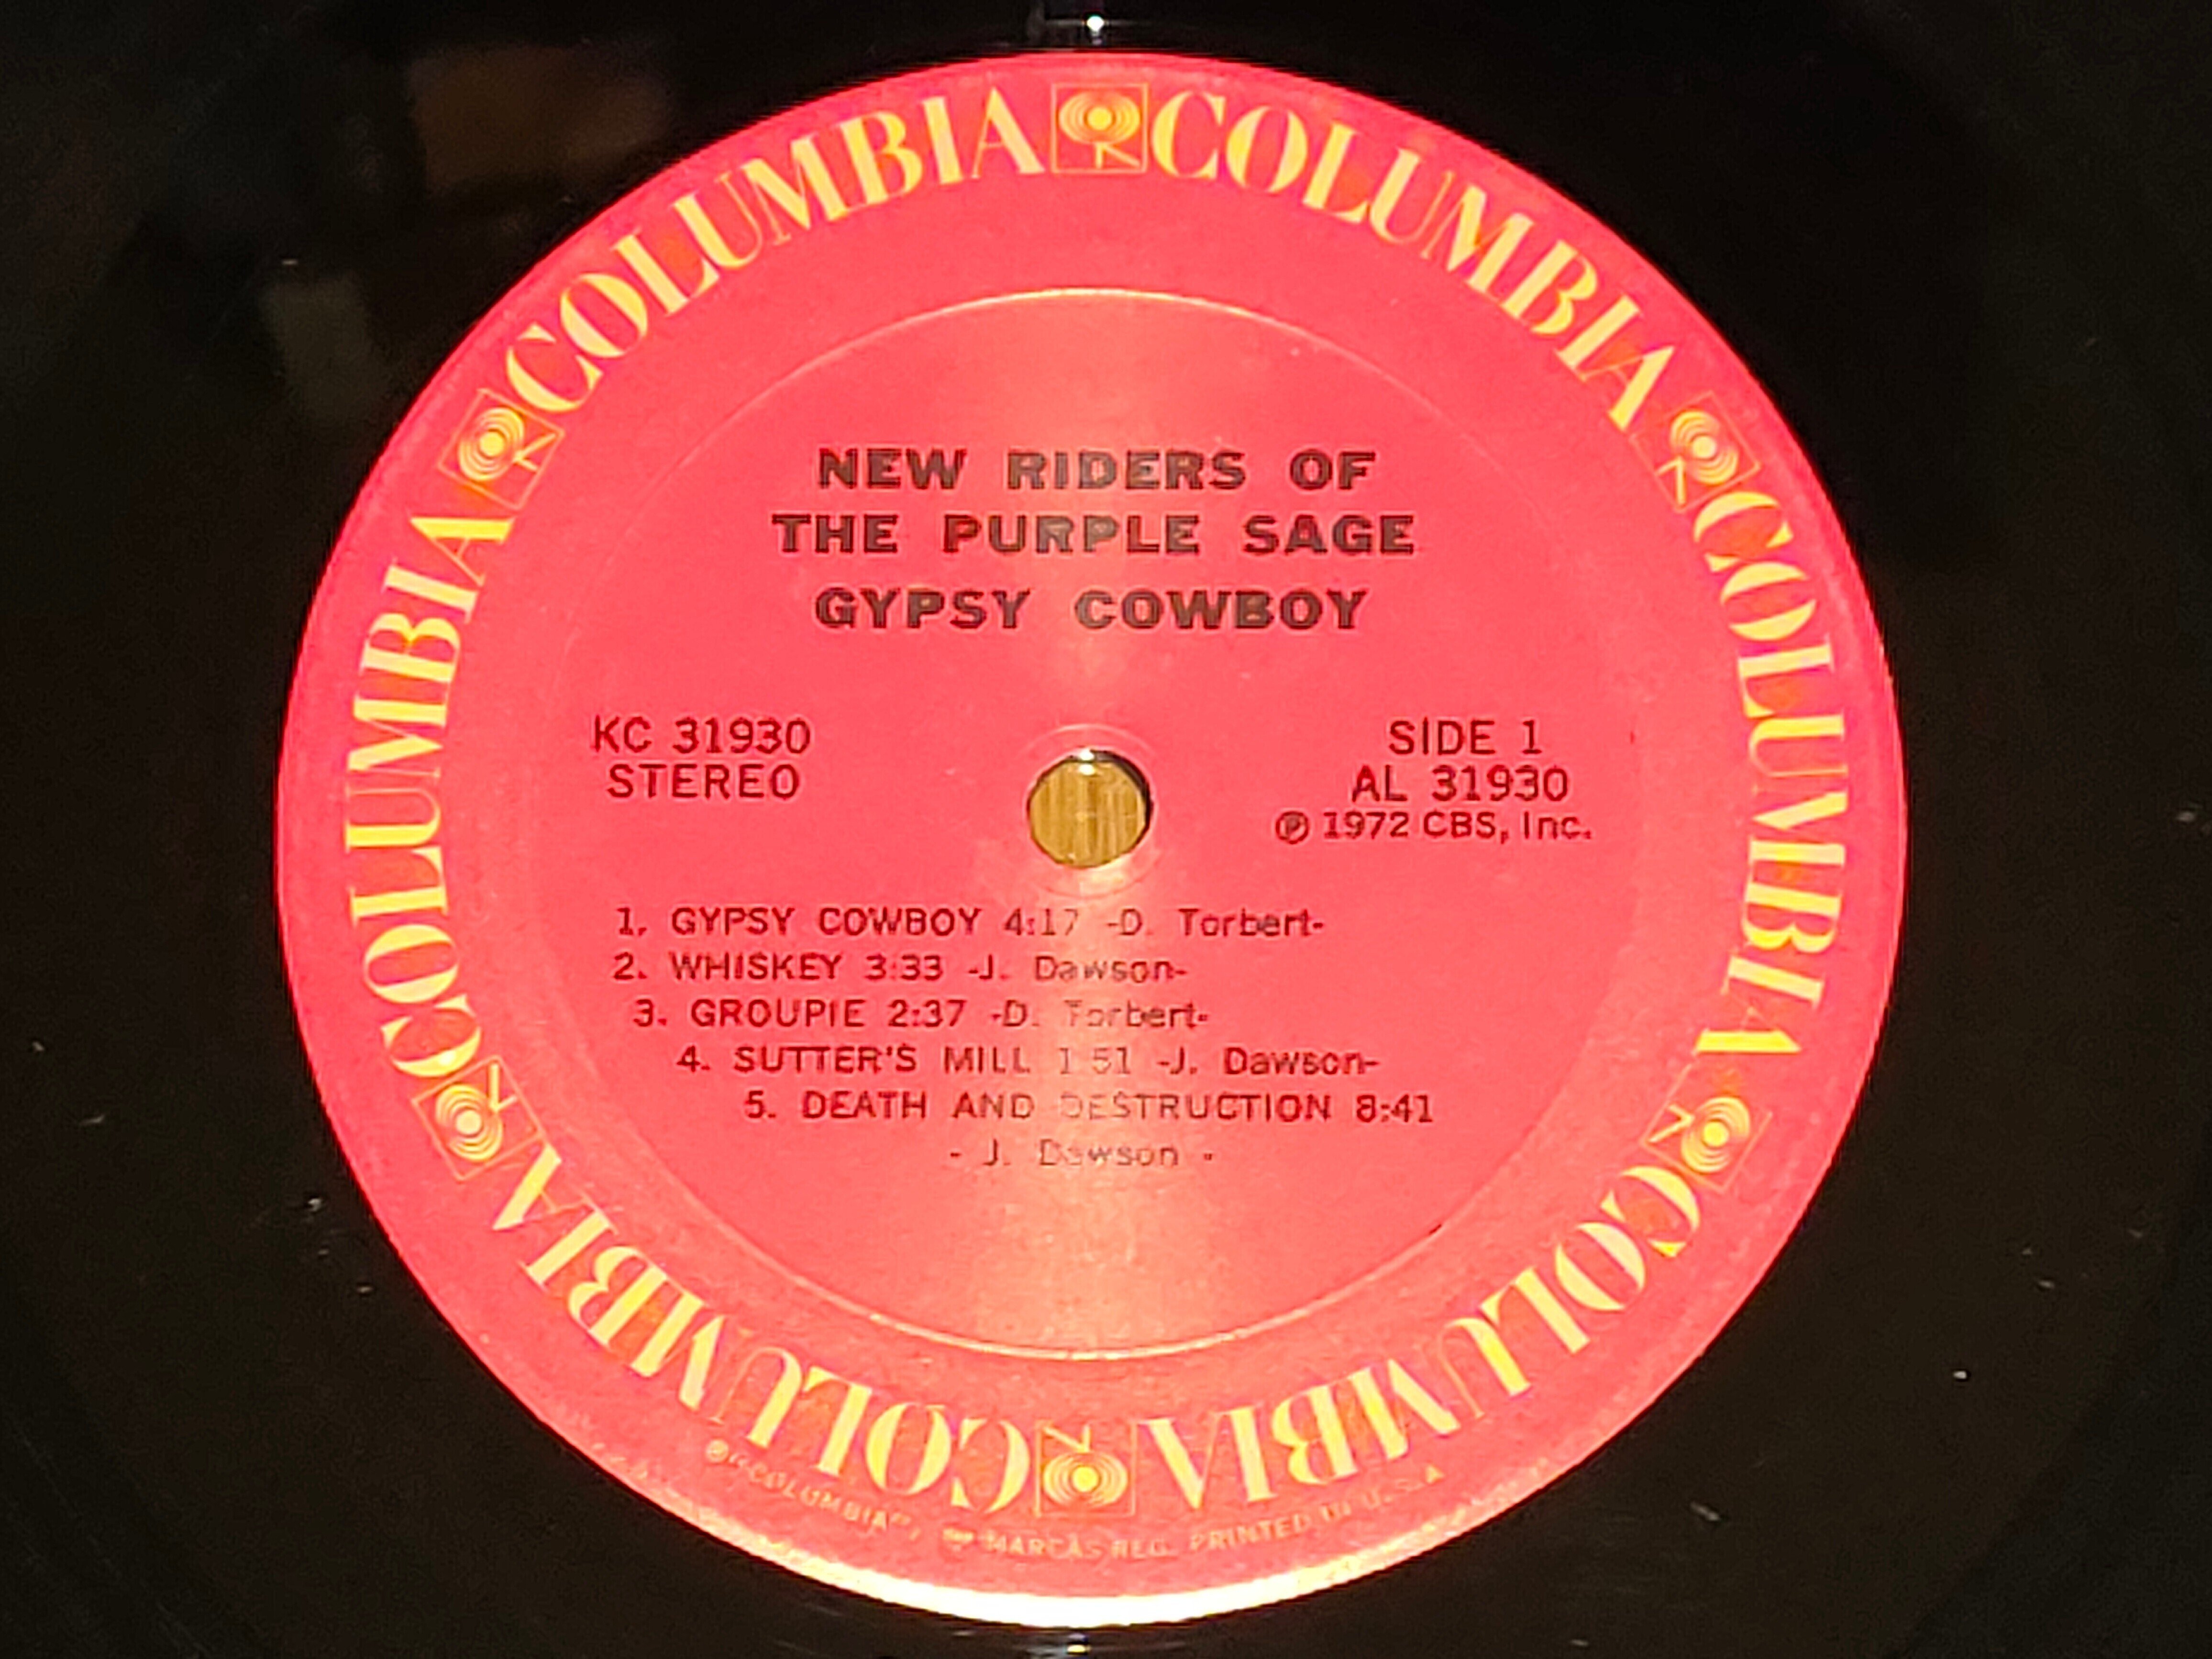 COLUMBIA COLUMBIA COLUMBIA COLUMBIA COLUMBIA COLUMBIA
NEW RIDERS OF
THE PURPLE SAGE
GYPSY COWBOY
KC 31930
STEREO
SIDE 1
AL 31930
℗ 1972 CBS, Inc.
1. GYPSY COWBOY 4:17 -D. Torbert-
2. WHISKEY 3:33 -J. Dawson-
3. GROUPIE 2:37 -D. Torbert-
4. SUTTER'S MILL 1:51 -J. Dawson-
5. DEATH AND DESTRUCTION 8:41
- J. Dawson -
® "COLUMBIA", MARCAS REG. PRINTED IN U.S.A